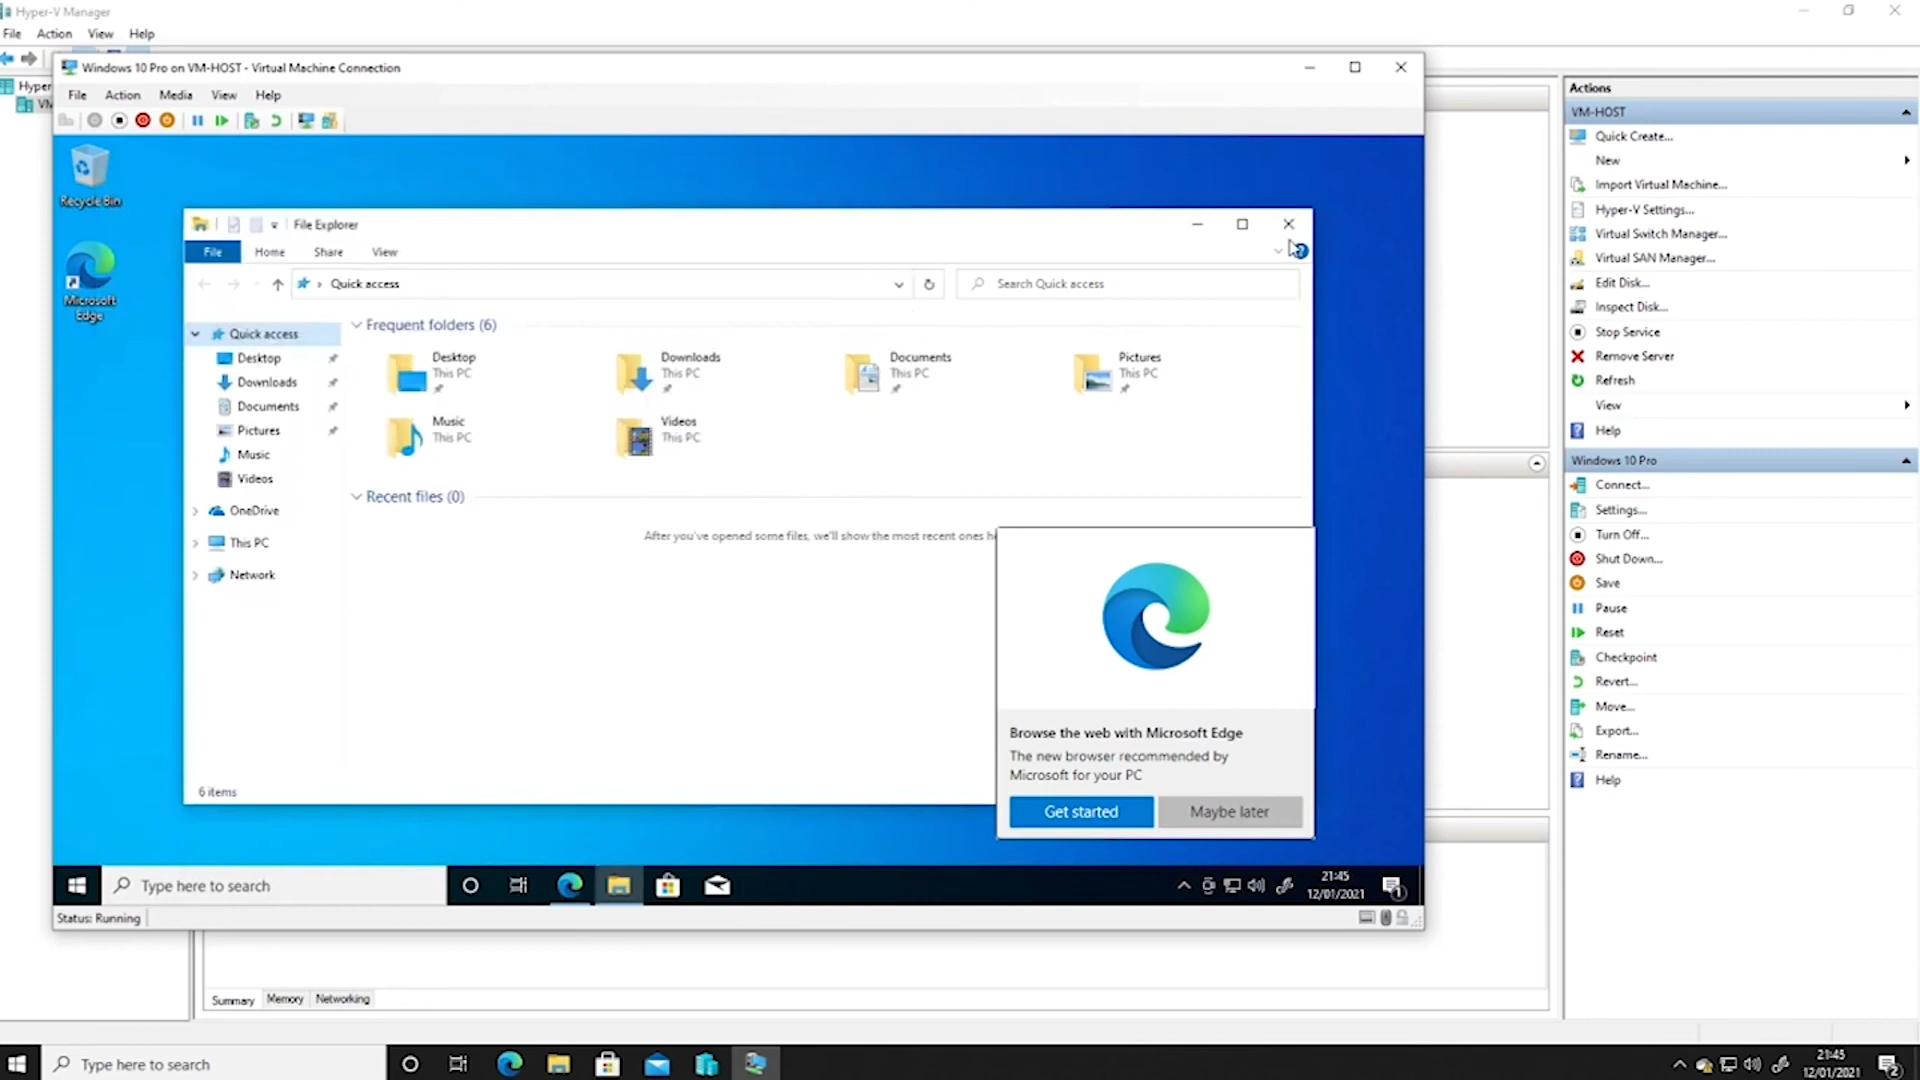 Hyper-V Manager
File Action View Help
Windows 10 Pro on VM-HOST - Virtual Machine Connection
File Action Media View Help
Hyper
VM
Recycle Bin
Microsoft
Edge
File Explorer
File Home Share View
Quick access
Search Quick access
Quick access
Desktop
Downloads
Documents
Pictures
Music
Videos
OneDrive
This PC
Network
Frequent folders (6)
Desktop
This PC
Downloads
This PC
Documents
This PC
Pictures
This PC
Music
This PC
Videos
This PC
Recent files (0)
After you've opened some files, we'll show the most recent ones h
6 items
Browse the web with Microsoft Edge
The new browser recommended by
Microsoft for your PC
Get started
Maybe later
Type here to search
21:45
12/01/2021
1
Status: Running
Summary Memory Networking
Actions
VM-HOST
Quick Create...
New
Import Virtual Machine...
Hyper-V Settings...
Virtual Switch Manager...
Virtual SAN Manager...
Edit Disk...
Inspect Disk...
Stop Service
Remove Server
Refresh
View
Help
Windows 10 Pro
Connect...
Settings...
Turn Off...
Shut Down...
Save
Pause
Reset
Checkpoint
Revert...
Move...
Export...
Rename...
Help
Type here to search
21:45
12/01/2021
2